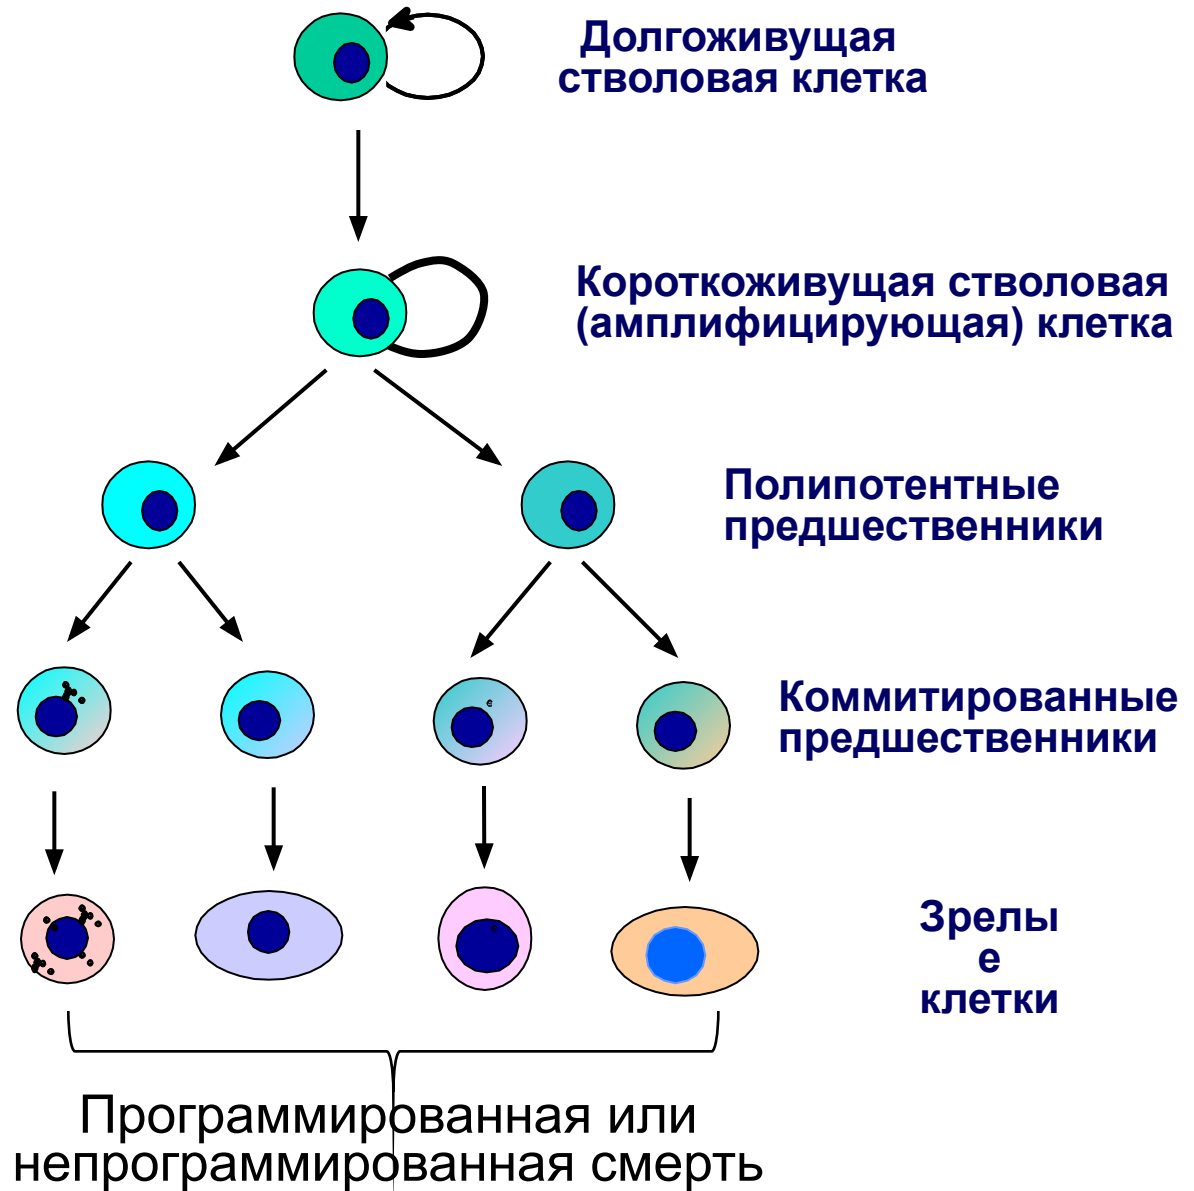 Долгоживущая
стволовая клетка
Короткоживущая стволовая
(амплифицирующая) клетка
Полипотентные
предшественники
Коммитированные
предшественники
Зрелы
е
клетки
Программированная или
непрограммированная смерть